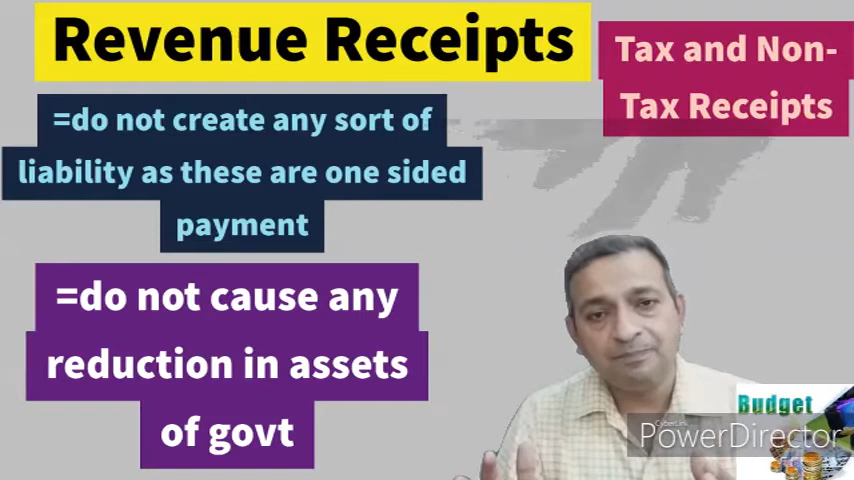 Revenue Receipts
Tax and Non-
Tax Receipts
=do not create any sort of
liability as these are one sided
payment
=do not cause any
reduction in assets
of govt
Budget
CyberLink
PowerDirector